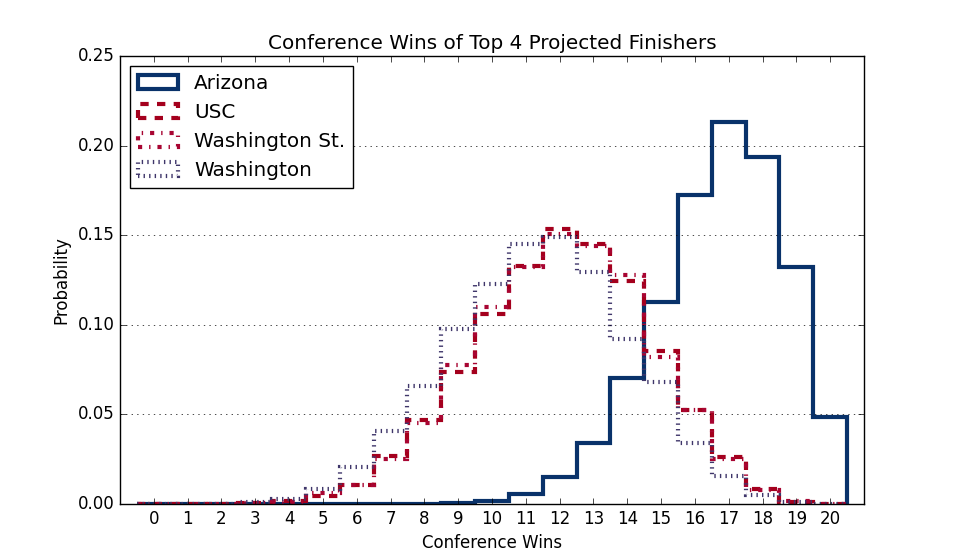 Conference Wins of Top 4 Projected Finishers
0.25
0.20
0.15
0.10
0.05
0.00
Probability
Arizona
USC
Washington St.
Washington
0 1 2 3 4 5 6 7 8 9 10 11 12 13 14 15 16 17 18 19 20
Conference Wins